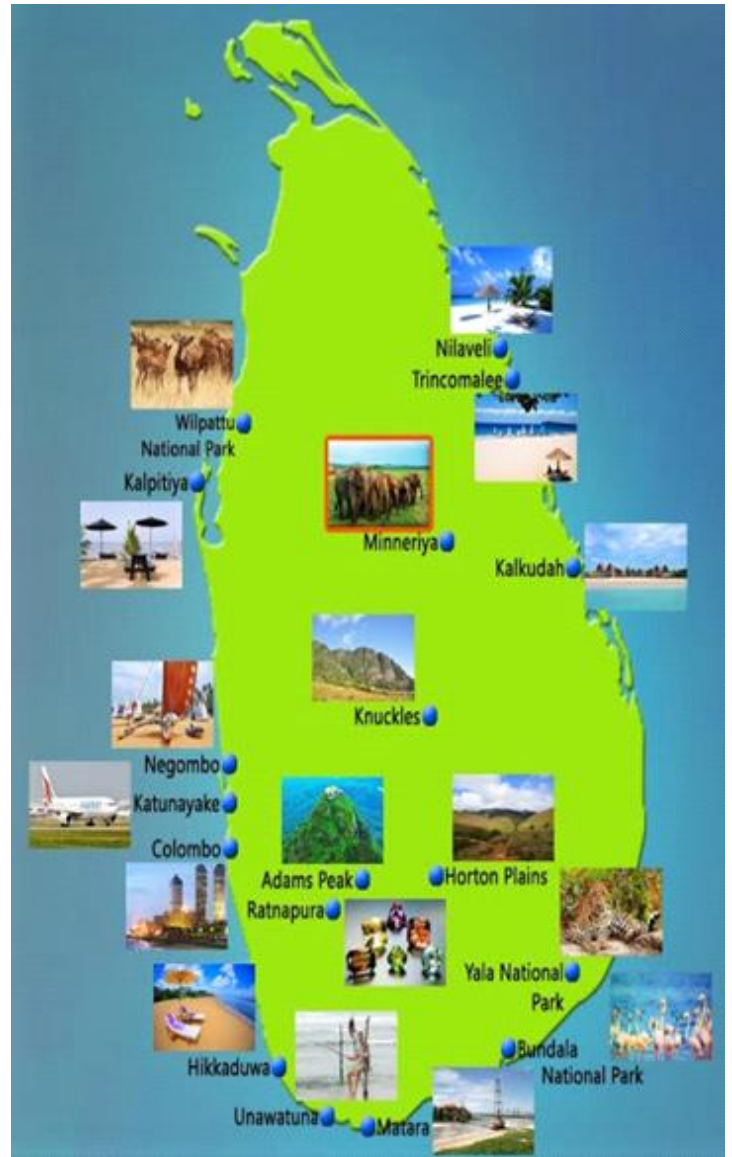 Nilaveli
Trincomalee
Wilpattu
National Park
Kalpitiya
Minneriya
Kalkudah
Knuckles
Negombo
Katunayake
Colombo
Adams Peak
Horton Plains
Ratnapura
Yala National
Park
Bundala
National Park
Hikkaduwa
Unawatuna
Matara